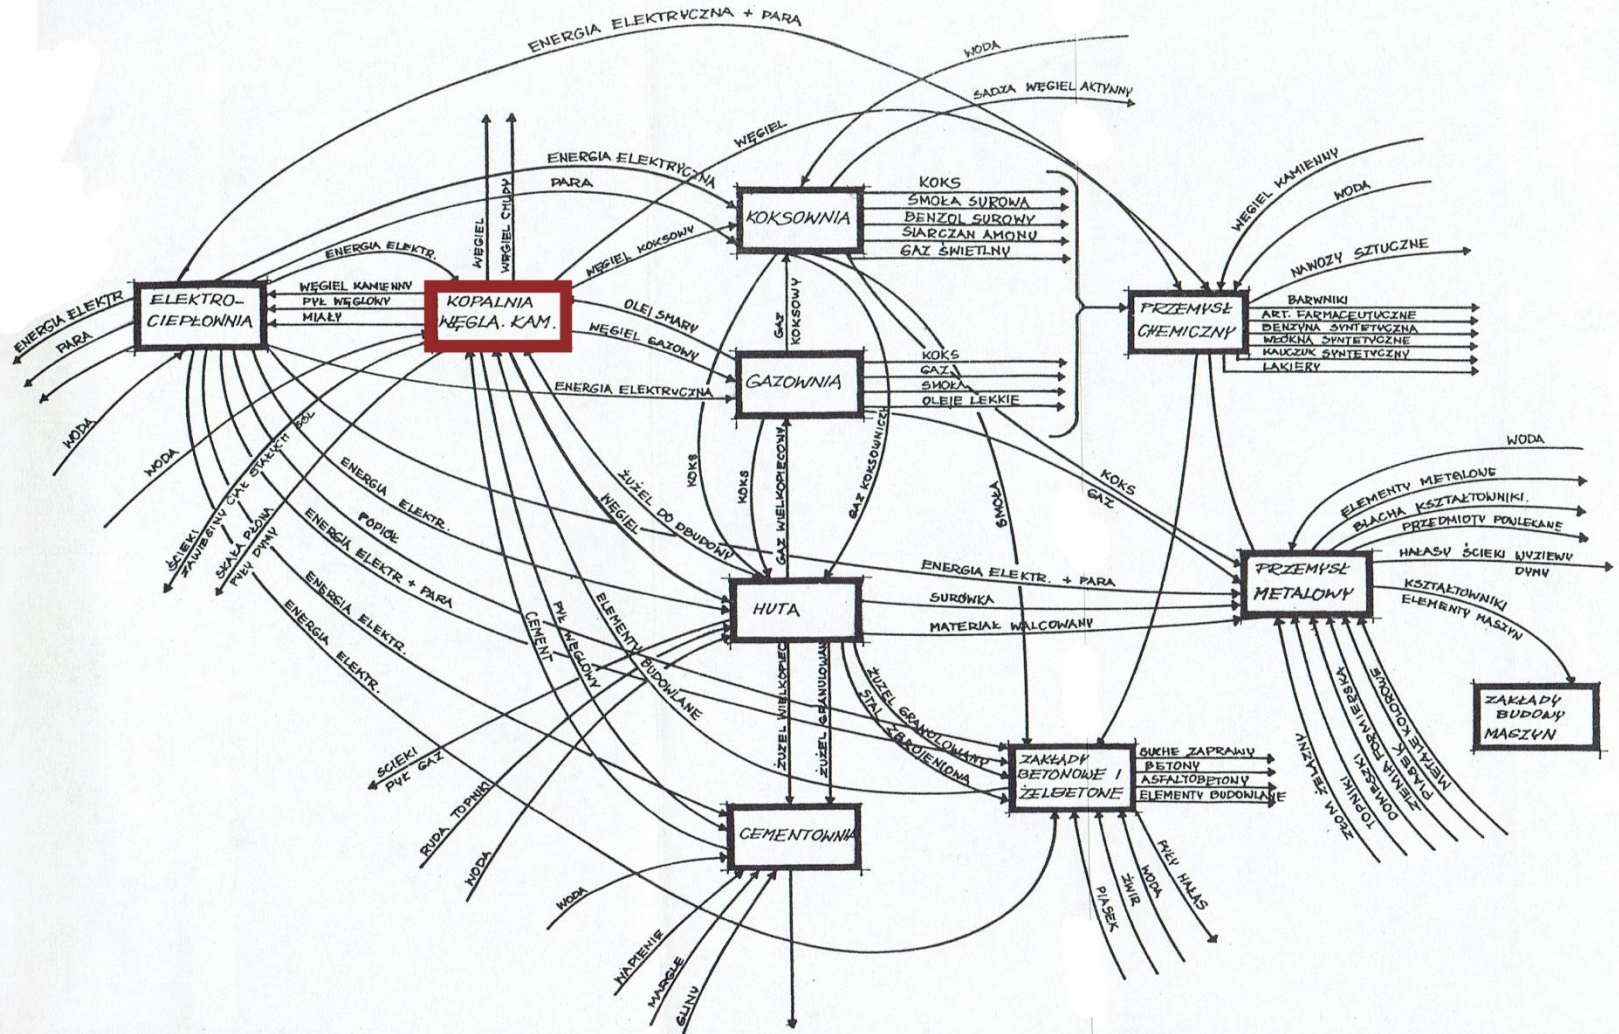 ENERGIA ELEKTRYCZNA + PARA
WODA
SADZA WĘGIEL AKTYWNY
WĘGIEL
ENERGIA ELEKTRYCZNA
PARA
WĘGIEL
WĘGIEL CHUDY
ENERGIA ELEKTR.
WĘGIEL KOKSOWY
KOKSOWNIA
KOKS
SMOŁA SUROWA
BENZOL SUROWY
SIARCZAN AMONU
GAZ ŚWIETLNY
WĘGIEL KAMIENNY
WODA
NAWOZY SZTUCZNE
ENERGIA ELEKTR
PARA
ELEKTRO-
CIEPŁOWNIA
WĘGIEL KAMIENNY
PYŁ WĘGLOWY
MIAŁY
KOPALNIA
WĘGLA. KAM.
OLEJ SMARY
WĘGIEL GAZOWY
GAZ
KOKSOWY
PRZEMYSŁ
CHEMICZNY
BARWNIKI
ART. FARMACEUTYCZNE
BENZYNA SYNTETYCZNA
WŁÓKNA SYNTETYCZNE
KAUCZUK SYNTETYCZNY
LAKIERY
ENERGIA ELEKTRYCZNA
GAZOWNIA
KOKS
GAZ
SMOŁA
OLEJE LEKKIE
WODA
WODA
ŚCIEKI
ZAWIESINY CIAŁ STAŁYCH SÓL
SKAŁA PŁONA
PYŁY DYMY
ENERGIA ELEKTR.
POPIÓŁ
ENERGIA ELEKTR + PARA
ENERGIA ELEKTR.
ENERGIA ELEKTR.
ŻUŻEL DO OBUDOWY
WĘGIEL
KOKS
KOKS
GAZ WIELKOPIECOWY
GAZ KOKSOWNICZY
SMOŁA
KOKS
GAZ
WODA
ELEMENTY METALOWE
BLACHA KSZTAŁTOWNIKI.
PRZEDMIOTY POWLEKANE
HAŁASY ŚCIEKI WYZIEWY
DYMY
KSZTAŁTOWNIKI
ELEMENTY MASZYN
HUTA
ENERGIA ELEKTR. + PARA
SURÓWKA
MATERIAŁ WALCOWANY
PRZEMYSŁ
METALOWY
ZAKŁADY
BUDOWY
MASZYN
CEMENT
PYŁ WĘGLOWY
ELEMENTY BUDOWLANE
ŚCIEKI
PYŁ GAZ
RUDA TOPNIKI
WODA
ŻUŻEL WIELKOPIEC
ŻUŻEL GRANULOWAN
ŻUŻEL GRANULOWANY
STAL ZBROJENIOWA
ZAKŁADY
BETONOWE I
ŻELBETOWE
SUCHE ZAPRAWY
BETONY
ASFALTOBETONY
ELEMENTY BUDOWLANE
ZŁOM ŻELAZNY
TOPNIKI
DOMIESZKI
ZIEMIA FORMIERSKA
PIASEK
METALE KOLOROWE
CEMENTOWNIA
WODA
WAPIENIE
MARGLE
GLINY
PIASEK
ŻWIR
WODA
PYŁY HAŁAS